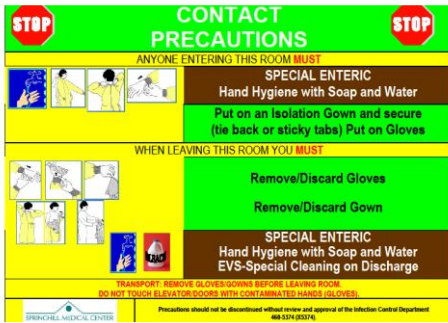 STOP
CONTACT
PRECAUTIONS
STOP
ANYONE ENTERING THIS ROOM MUST
SPECIAL ENTERIC
Hand Hygiene with Soap and Water
Put on an Isolation Gown and secure
(tie back or sticky tabs) Put on Gloves
WHEN LEAVING THIS ROOM YOU MUST
Remove/Discard Gloves
Remove/Discard Gown
SPECIAL ENTERIC
Hand Hygiene with Soap and Water
EVS-Special Cleaning on Discharge
TRANSPORT: REMOVE GLOVES/GOWNS BEFORE LEAVING ROOM.
DO NOT TOUCH ELEVATOR/DOORS WITH CONTAMINATED HANDS (GLOVES).
SPRINGHILL MEDICAL CENTER
Precautions should not be discontinued without review and approval of the Infection Control Department